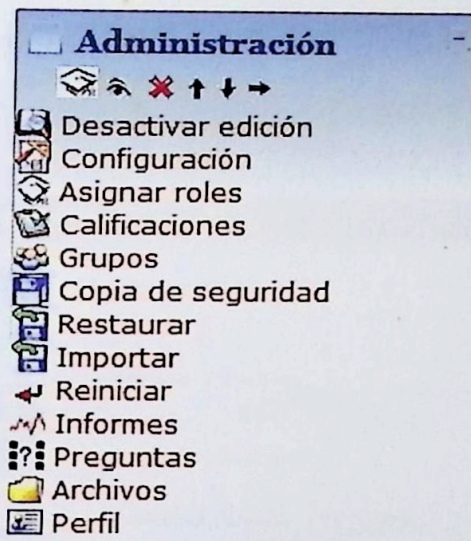 Administración
Desactivar edición
Configuración
Asignar roles
Calificaciones
Grupos
Copia de seguridad
Restaurar
Importar
Reiniciar
Informes
Preguntas
Archivos
Perfil